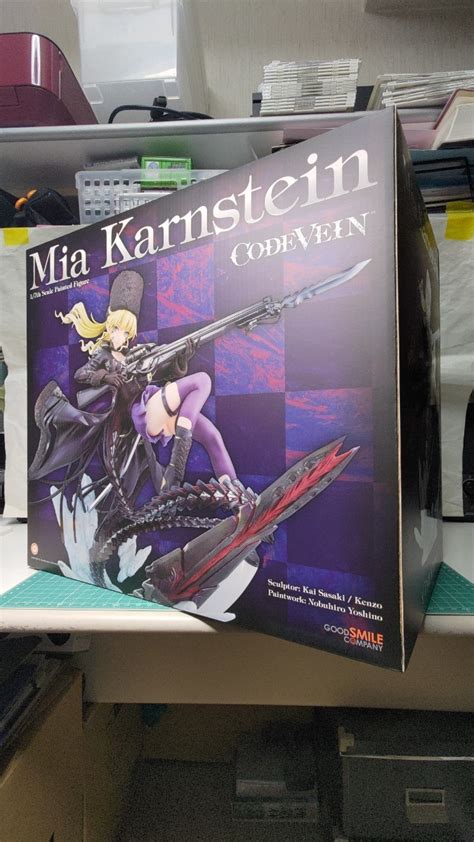 Mia Karnstein
1/7th Scale Painted Figure
CODE VEIN
Sculptor: Kai Sasaki / Kenzo
Paintwork: Nobuhiro Yoshino
GOOD SMILE
COMPANY